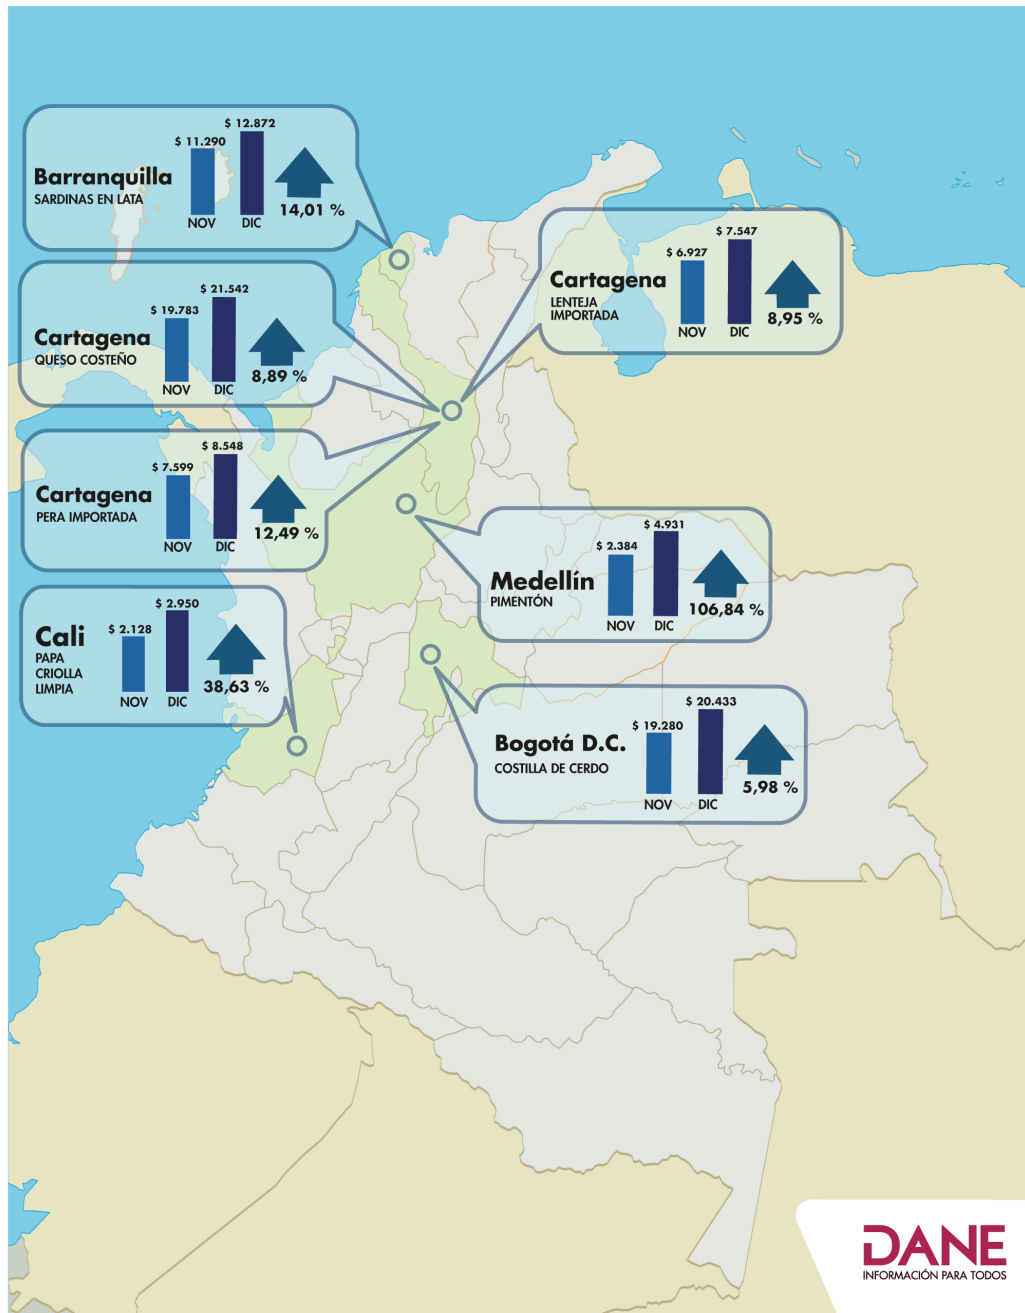 Barranquilla
SARDINAS EN LATA
$ 11.290
$ 12.872
NOV
DIC
14,01 %
Cartagena
LENTEJA
IMPORTADA
$ 6.927
$ 7.547
NOV
DIC
8,95 %
Cartagena
QUESO COSTEÑO
$ 19.783
$ 21.542
NOV
DIC
8,89 %
Cartagena
PERA IMPORTADA
$ 7.599
$ 8.548
NOV
DIC
12,49 %
Medellín
PIMENTÓN
$ 2.384
$ 4.931
NOV
DIC
106,84 %
Cali
PAPA
CRIOLLA
LIMPIA
$ 2.128
$ 2.950
NOV
DIC
38,63 %
Bogotá D.C.
COSTILLA DE CERDO
$ 19.280
$ 20.433
NOV
DIC
5,98 %
DANE
INFORMACIÓN PARA TODOS